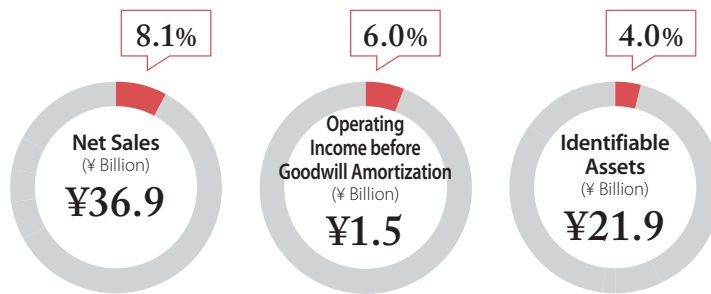 8.1%
Net Sales
(¥ Billion)
¥36.9
6.0%
Operating
Income before
Goodwill Amortization
(¥ Billion)
¥1.5
4.0%
Identifiable
Assets
(¥ Billion)
¥21.9